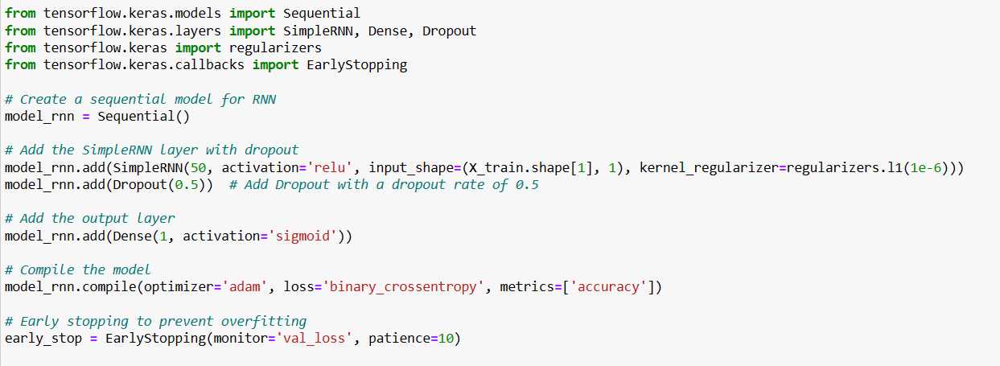 from tensorflow.keras.models import Sequential
from tensorflow.keras.layers import SimpleRNN, Dense, Dropout
from tensorflow.keras import regularizers
from tensorflow.keras.callbacks import EarlyStopping

# Create a sequential model for RNN
model_rnn = Sequential()

# Add the SimpleRNN layer with dropout
model_rnn.add(SimpleRNN(50, activation='relu', input_shape=(X_train.shape[1], 1), kernel_regularizer=regularizers.l1(1e-6)))
model_rnn.add(Dropout(0.5))  # Add Dropout with a dropout rate of 0.5

# Add the output layer
model_rnn.add(Dense(1, activation='sigmoid'))

# Compile the model
model_rnn.compile(optimizer='adam', loss='binary_crossentropy', metrics=['accuracy'])

# Early stopping to prevent overfitting
early_stop = EarlyStopping(monitor='val_loss', patience=10)